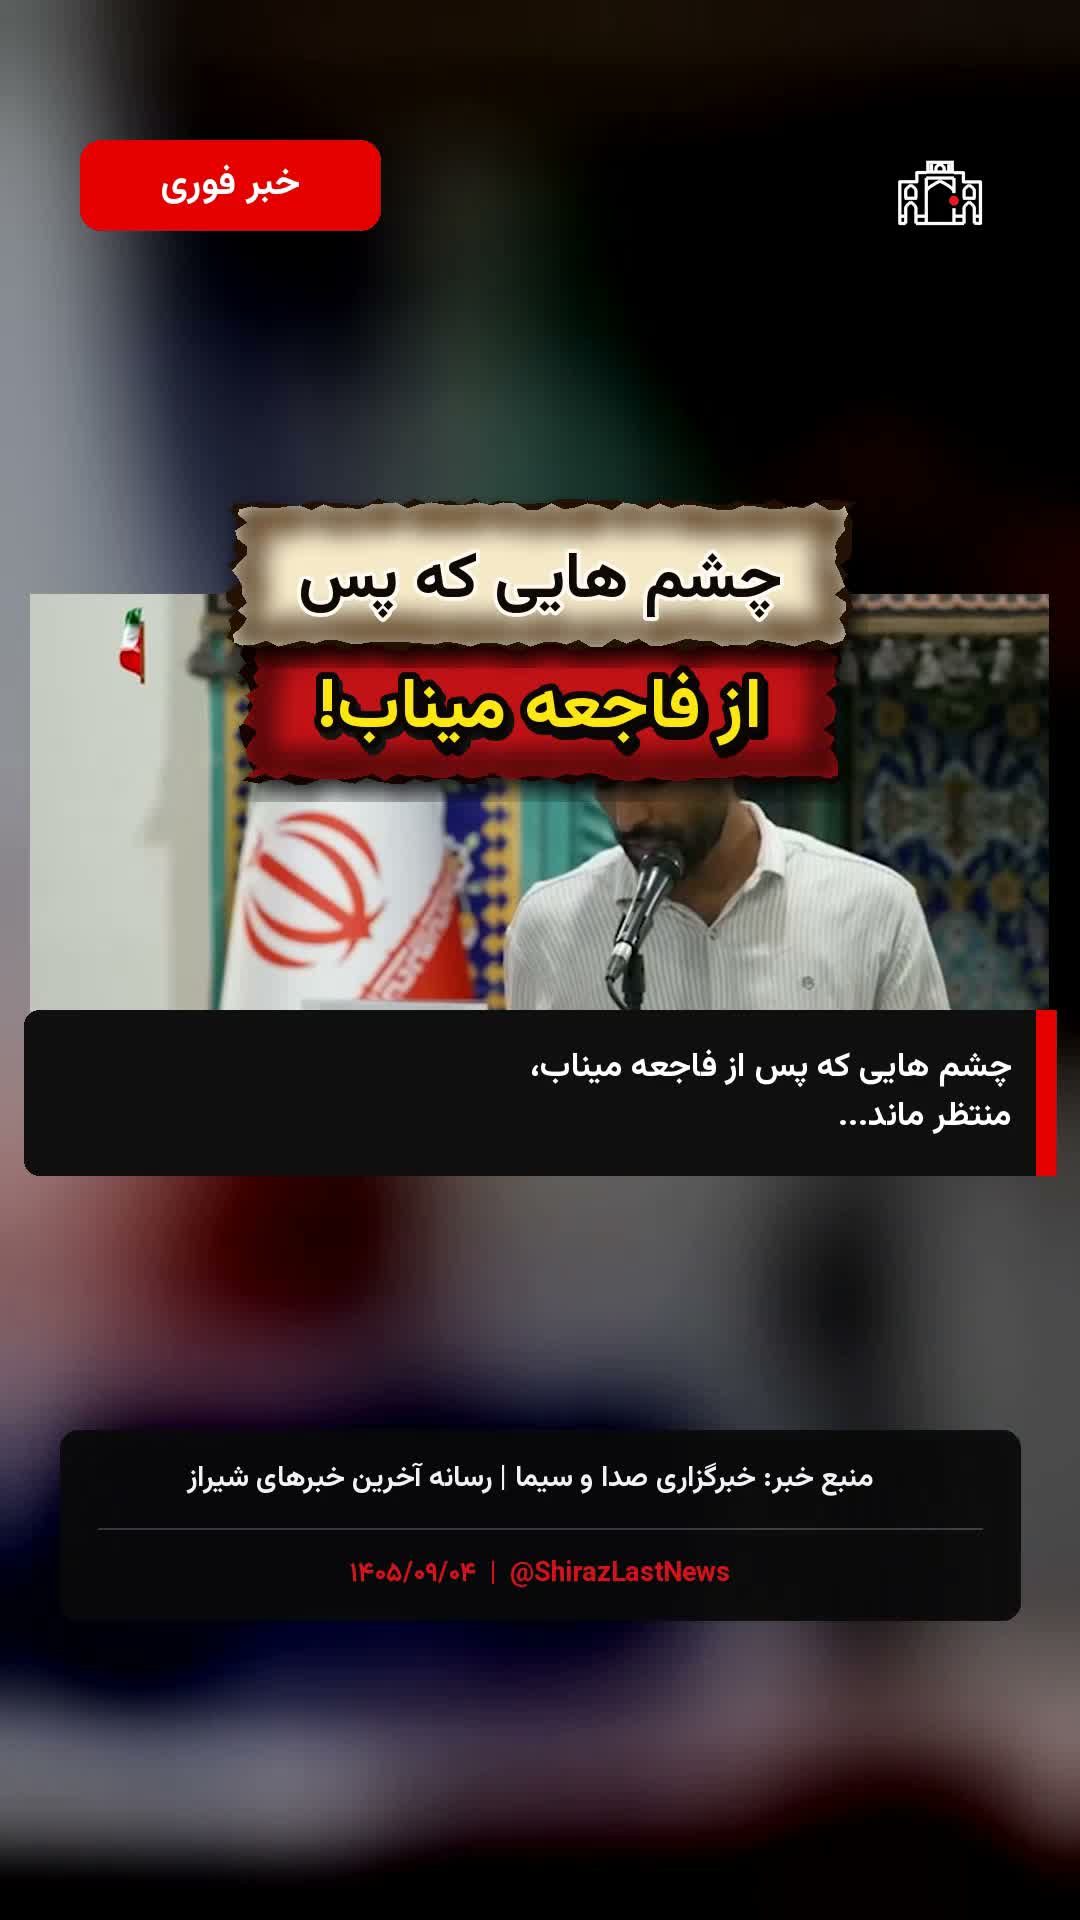 خبر فوری
چشم هایی که پس
از فاجعه میناب!
چشم هایی که پس از فاجعه میناب،
منتظر ماند...
منبع خبر: خبرگزاری صدا و سیما | رسانه آخرین خبرهای شیراز
۱۴۰۵/۰۹/۰۴ | @ShirazLastNews